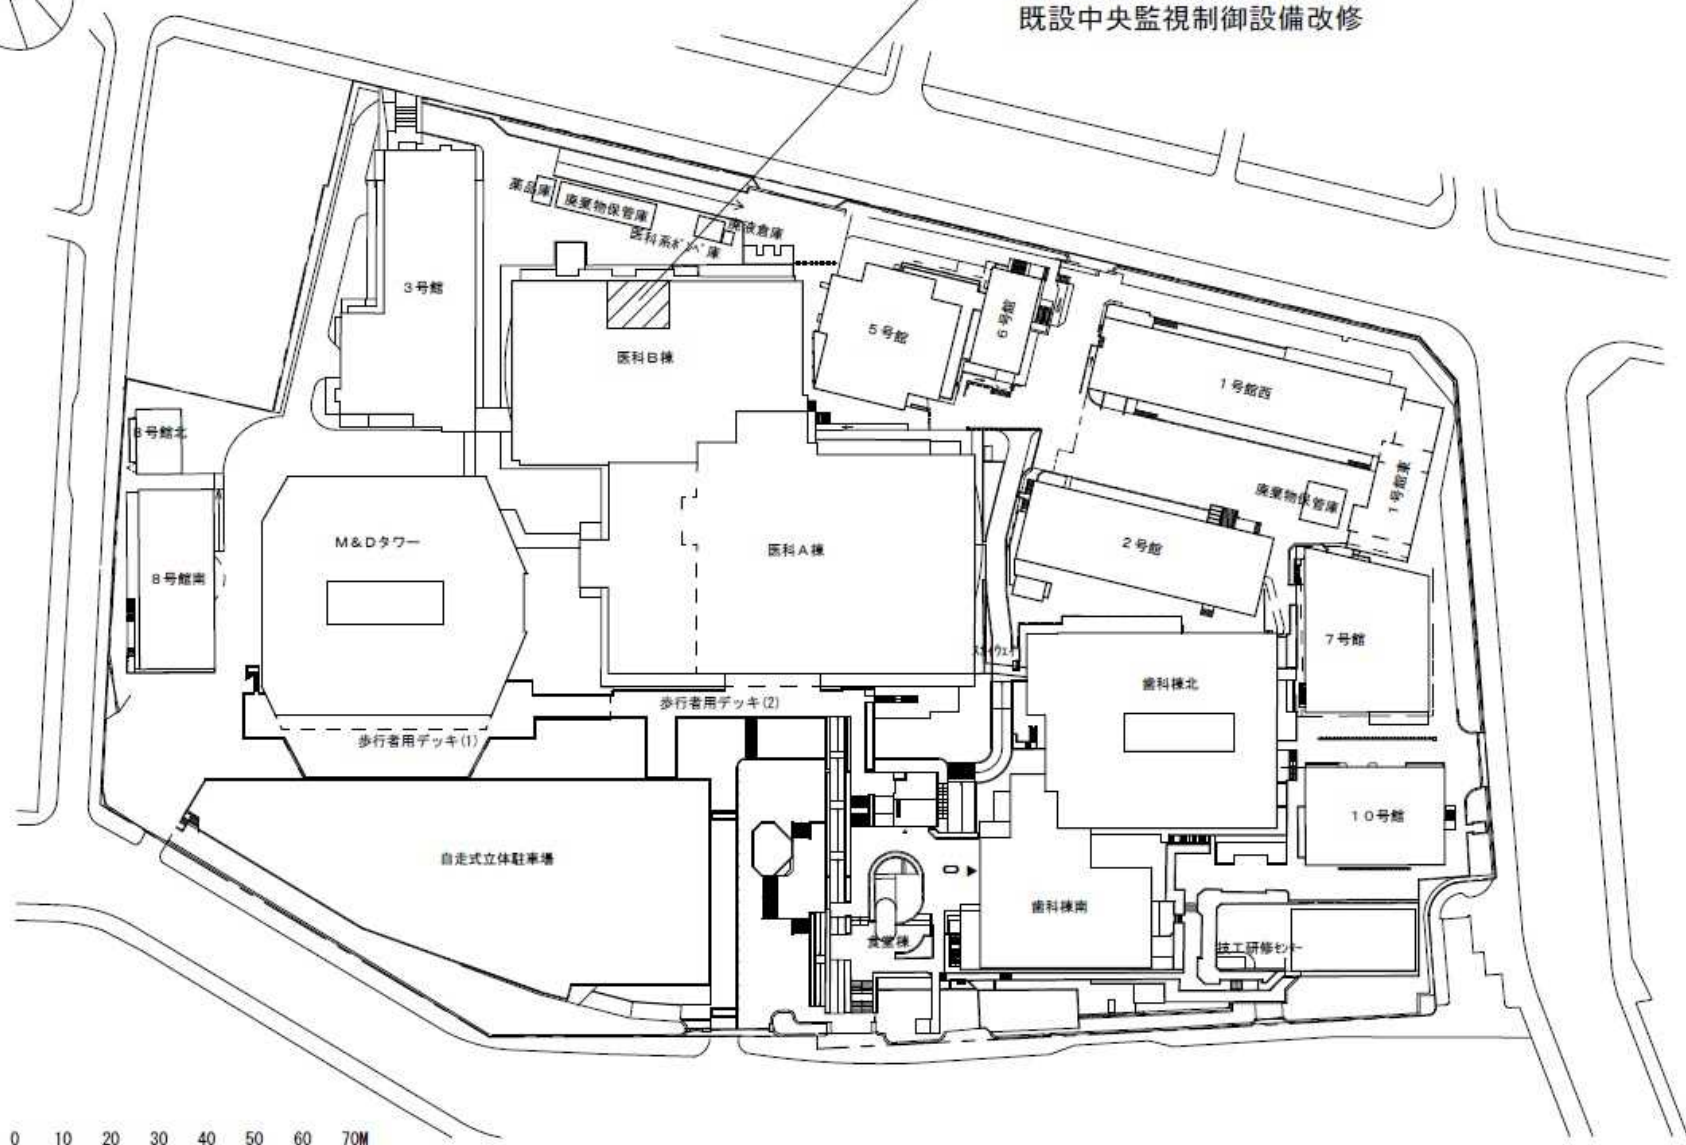 既設中央監視制御設備改修
薬品庫
廃棄物保管庫
廃液倉庫
医科系ボンベ庫
3号館
5号館
6号館
医科B棟
1号館西
8号館北
1号館東
廃棄物保管庫
M&Dタワー
医科A棟
2号館
8号館南
7号館
スカイウェイ
歯科棟北
歩行者用デッキ(2)
歩行者用デッキ(1)
10号館
自走式立体駐車場
歯科棟南
食堂棟
技工研修センター
0 10 20 30 40 50 60 70M